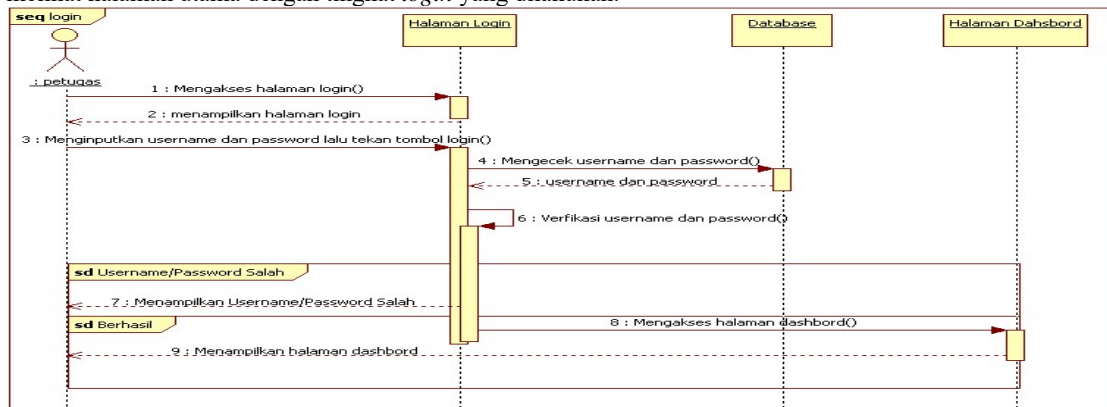 seq login
Halaman Login
Database
Halaman Dahsbord
: petugas
1 : Mengakses halaman login()
2 : menampilkan halaman login
3 : Menginputkan username dan password lalu tekan tombol login()
4 : Mengecek username dan password()
5 : username dan password
6 : Verfikasi username dan password()
sd Username/Password Salah
7 : Menampilkan Username/Password Salah
sd Berhasil
8 : Mengakses halaman dashbord()
9 : Menampilkan halaman dashbord